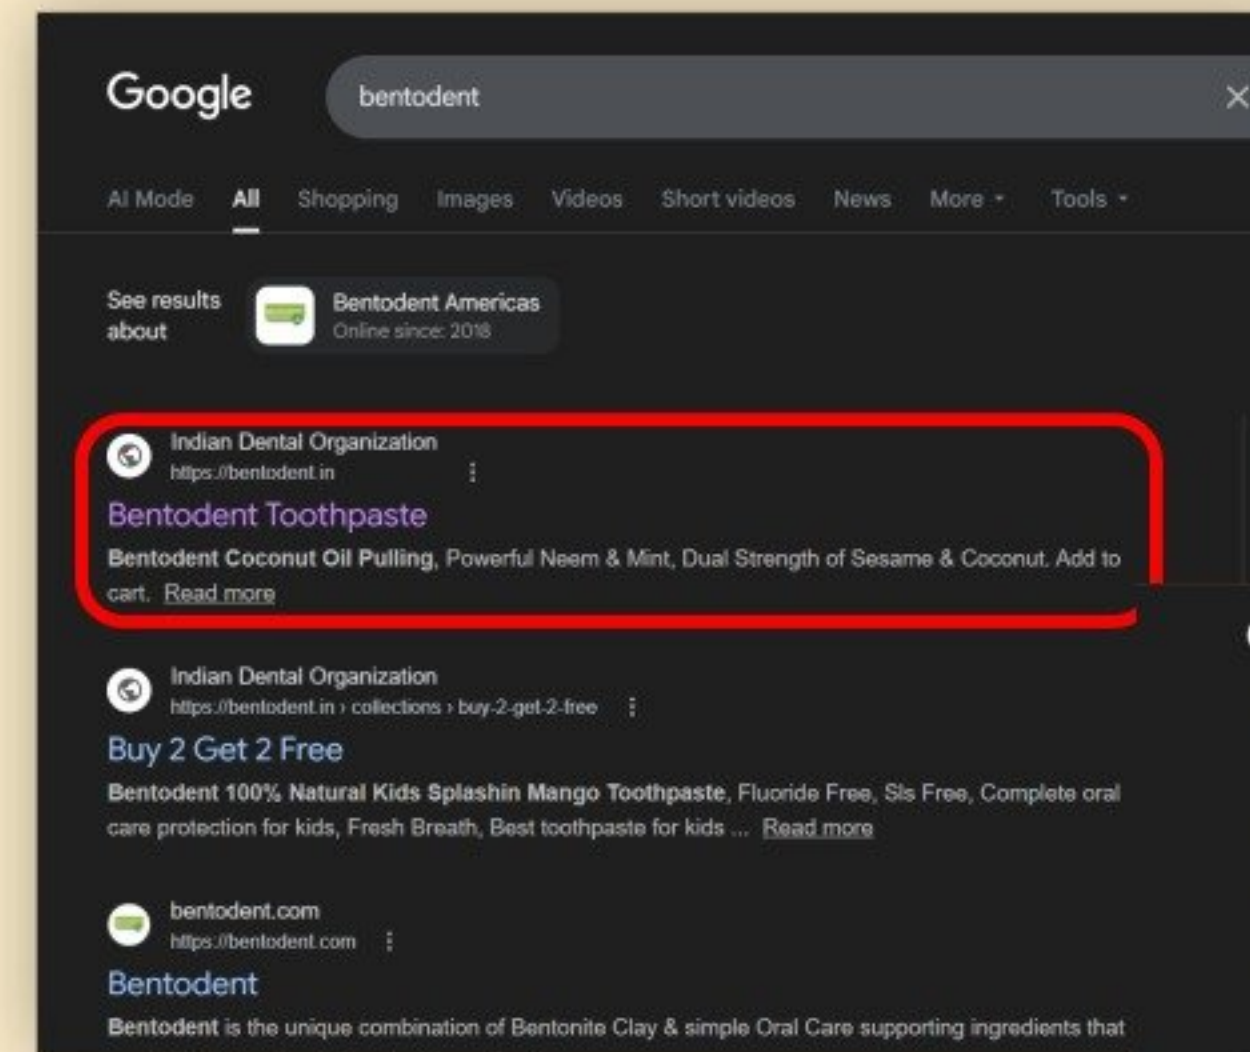 Google
bentodent
AI Mode All Shopping Images Videos Short videos News More Tools
See results
about
Bentodent Americas
Online since: 2018
Indian Dental Organization
https://bentodent.in
Bentodent Toothpaste
Bentodent Coconut Oil Pulling, Powerful Neem & Mint, Dual Strength of Sesame & Coconut. Add to
cart. Read more
Indian Dental Organization
https://bentodent.in › collections › buy-2-get-2-free
Buy 2 Get 2 Free
Bentodent 100% Natural Kids Splashin Mango Toothpaste, Fluoride Free, Sls Free, Complete oral
care protection for kids, Fresh Breath, Best toothpaste for kids ... Read more
bentodent.com
https://bentodent.com
Bentodent
Bentodent is the unique combination of Bentonite Clay & simple Oral Care supporting ingredients that